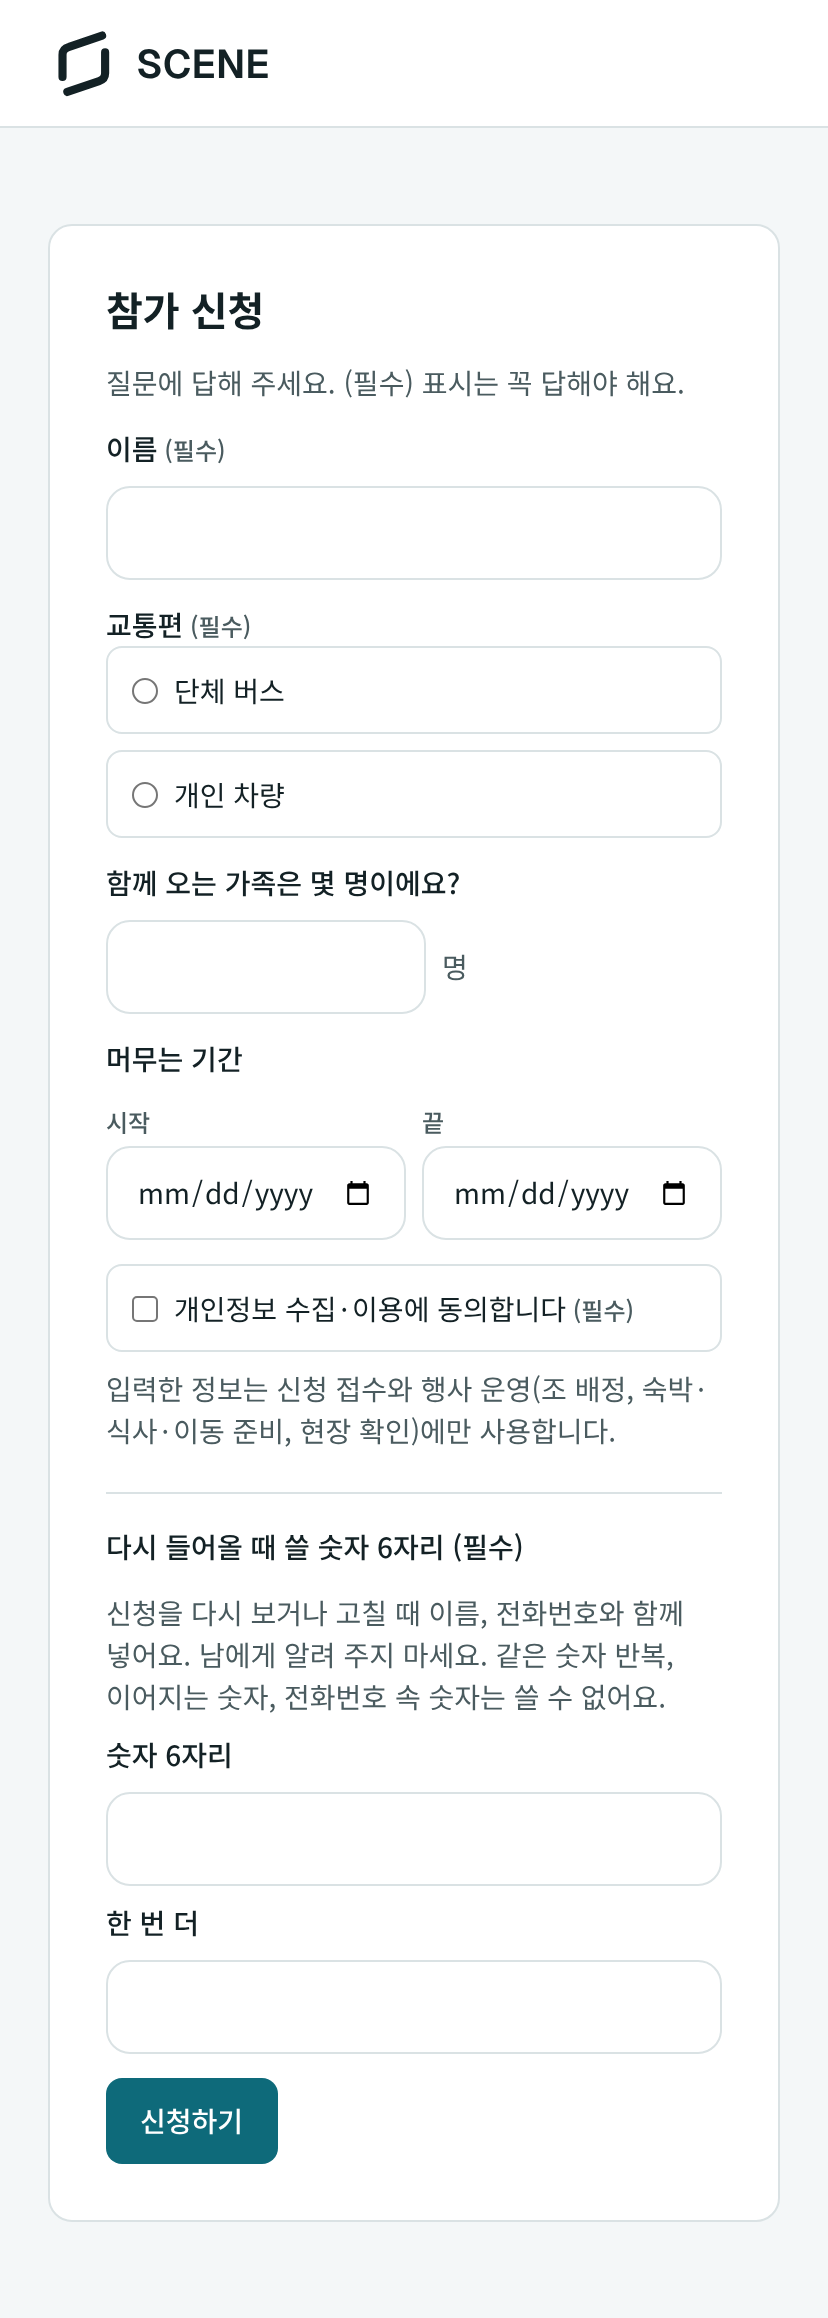 SCENE
참가 신청
질문에 답해 주세요. (필수) 표시는 꼭 답해야 해요.
이름 (필수)
교통편 (필수)
단체 버스
개인 차량
함께 오는 가족은 몇 명이에요?
명
머무는 기간
시작 끝
mm/dd/yyyy mm/dd/yyyy
개인정보 수집·이용에 동의합니다 (필수)
입력한 정보는 신청 접수와 행사 운영(조 배정, 숙박·
식사·이동 준비, 현장 확인)에만 사용합니다.
다시 들어올 때 쓸 숫자 6자리 (필수)
신청을 다시 보거나 고칠 때 이름, 전화번호와 함께
넣어요. 남에게 알려 주지 마세요. 같은 숫자 반복,
이어지는 숫자, 전화번호 속 숫자는 쓸 수 없어요.
숫자 6자리
한 번 더
신청하기